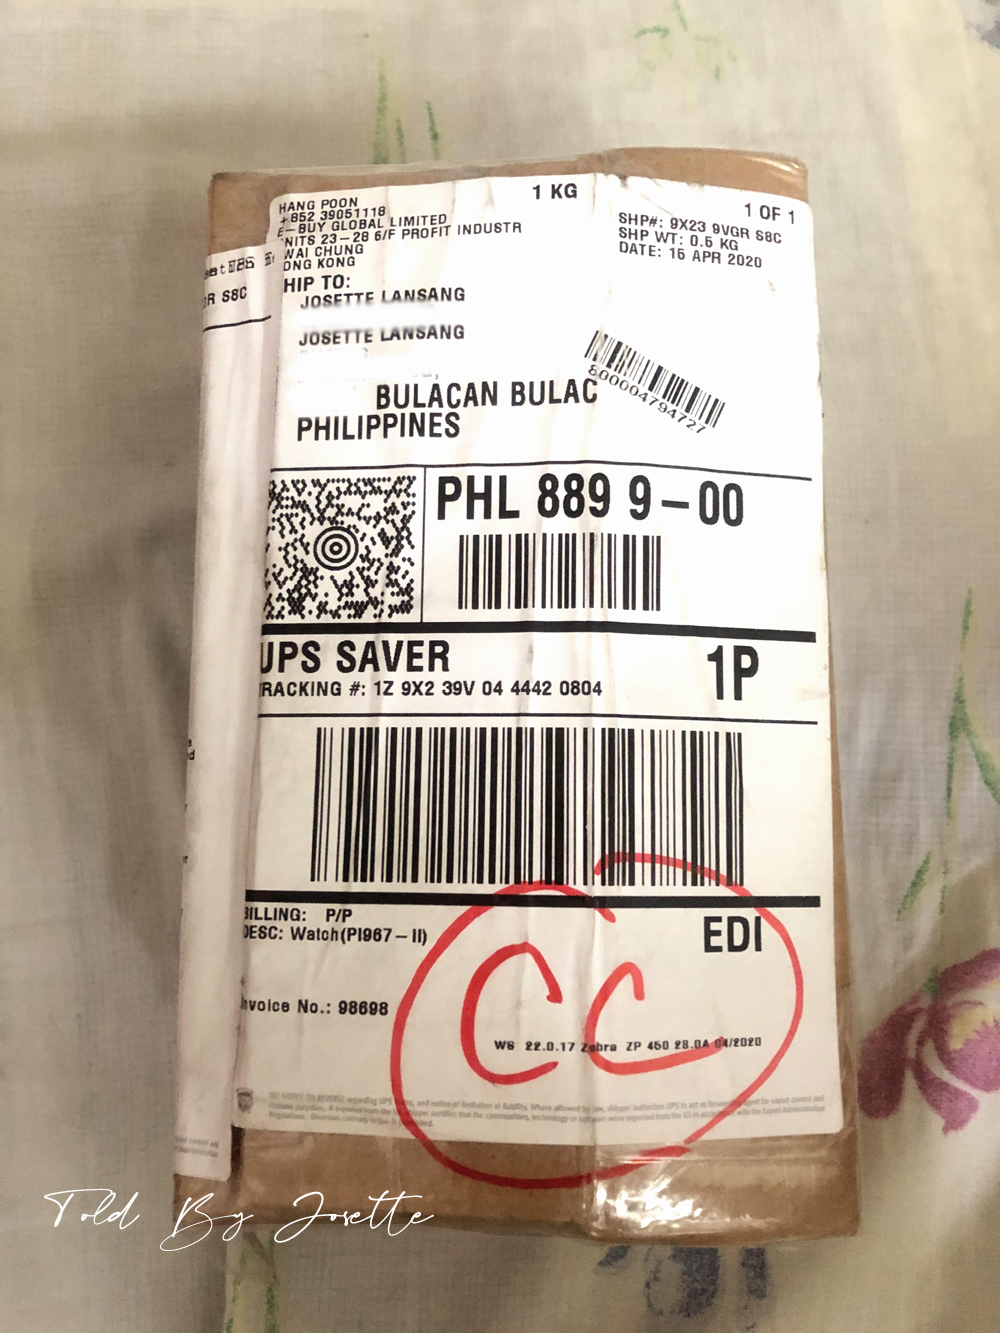 HANG POON
+852 39051118
E-BUY GLOBAL LIMITED
NITS 23-28 6/F PROFIT INDUSTR
WAI CHUNG
ONG KONG
1 KG
1 OF 1
SHP#: 9X23 9VGR S8C
SHP WT: 0.5 KG
DATE: 15 APR 2020
R S8C
HIP TO:
JOSETTE LANSANG
JOSETTE LANSANG
BULACAN BULAC
PHILIPPINES
800004794727
PHL 889 9-00
UPS SAVER
1P
TRACKING #: 1Z 9X2 39V 04 4442 0804
BILLING: P/P
DESC: Watch(PI967-II)
EDI
CC
Invoice No.: 98698
WS 22.0.17 Zebra ZP 450 28.0A 04/2020
Told By Josette